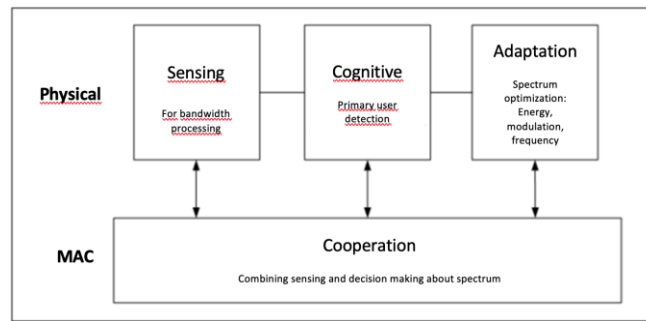 Physical
Sensing
For bandwidth
processing
Cognitive
Primary user
detection
Adaptation
Spectrum
optimization:
Energy,
modulation,
frequency
MAC
Cooperation
Combining sensing and decision making about spectrum